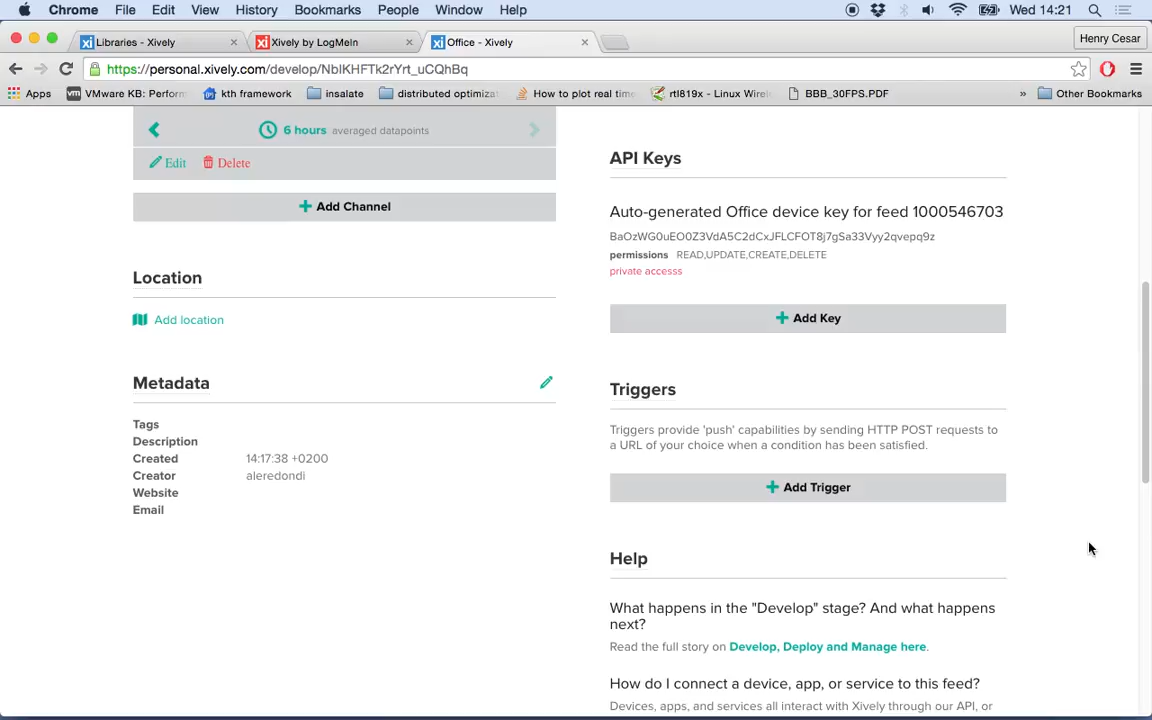 Chrome File Edit View History Bookmarks People Window Help Wed 14:21
Libraries - Xively
Xively by LogMeIn
Office - Xively
Henry Cesar
https://personal.xively.com/develop/NblKHFTk2rYrt_uCQhBq
Apps VMware KB: Perform kth framework insalate distributed optimiza How to plot real time rtl819x - Linux Wirele BBB_30FPS.PDF » Other Bookmarks
6 hours averaged datapoints
Edit Delete
Add Channel
Location
Add location
Metadata
Tags
Description
Created 14:17:38 +0200
Creator aleredondi
Website
Email
API Keys
Auto-generated Office device key for feed 1000546703
BaOzWG0uEO0Z3VdA5C2dCxJFLCFOT8j7gSa33Vyy2qvepq9z
permissions READ,UPDATE,CREATE,DELETE
private accesss
Add Key
Triggers
Triggers provide 'push' capabilities by sending HTTP POST requests to
a URL of your choice when a condition has been satisfied.
Add Trigger
Help
What happens in the "Develop" stage? And what happens
next?
Read the full story on Develop, Deploy and Manage here.
How do I connect a device, app, or service to this feed?
Devices, apps, and services all interact with Xively through our API, or